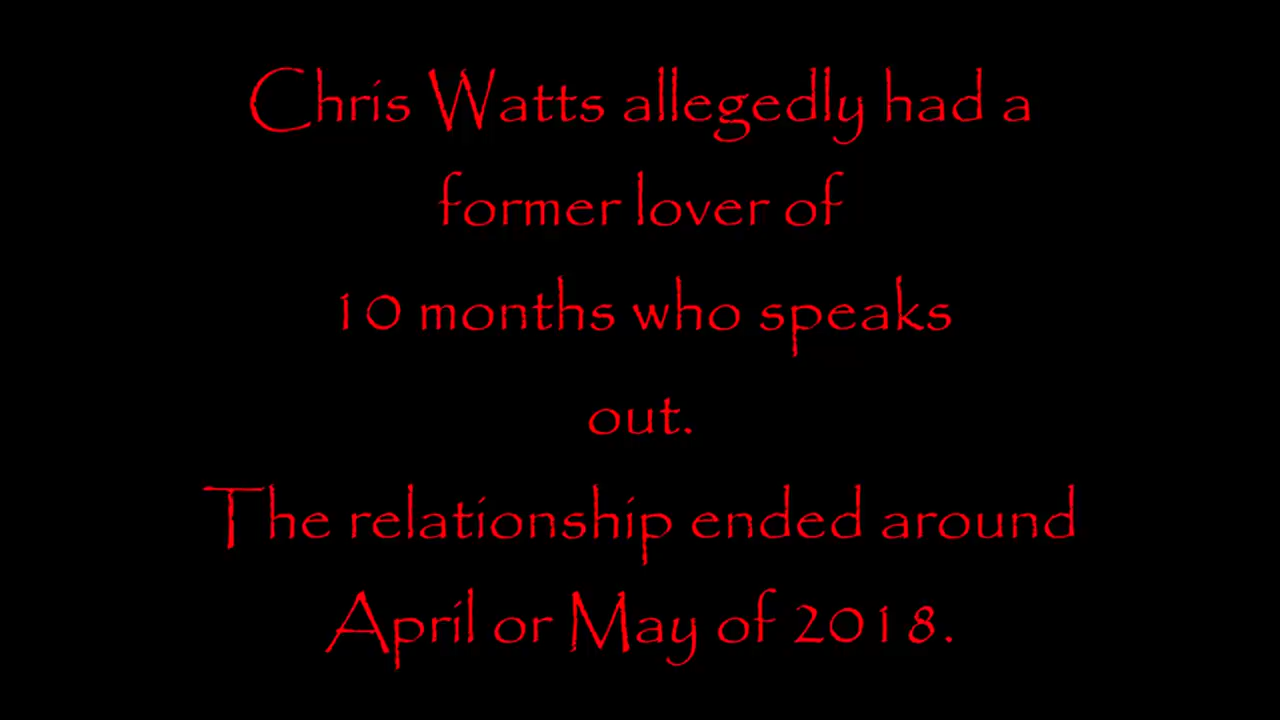 Chris Watts allegedly had a
former lover of
10 months who speaks
out.
The relationship ended around
April or May of 2018.